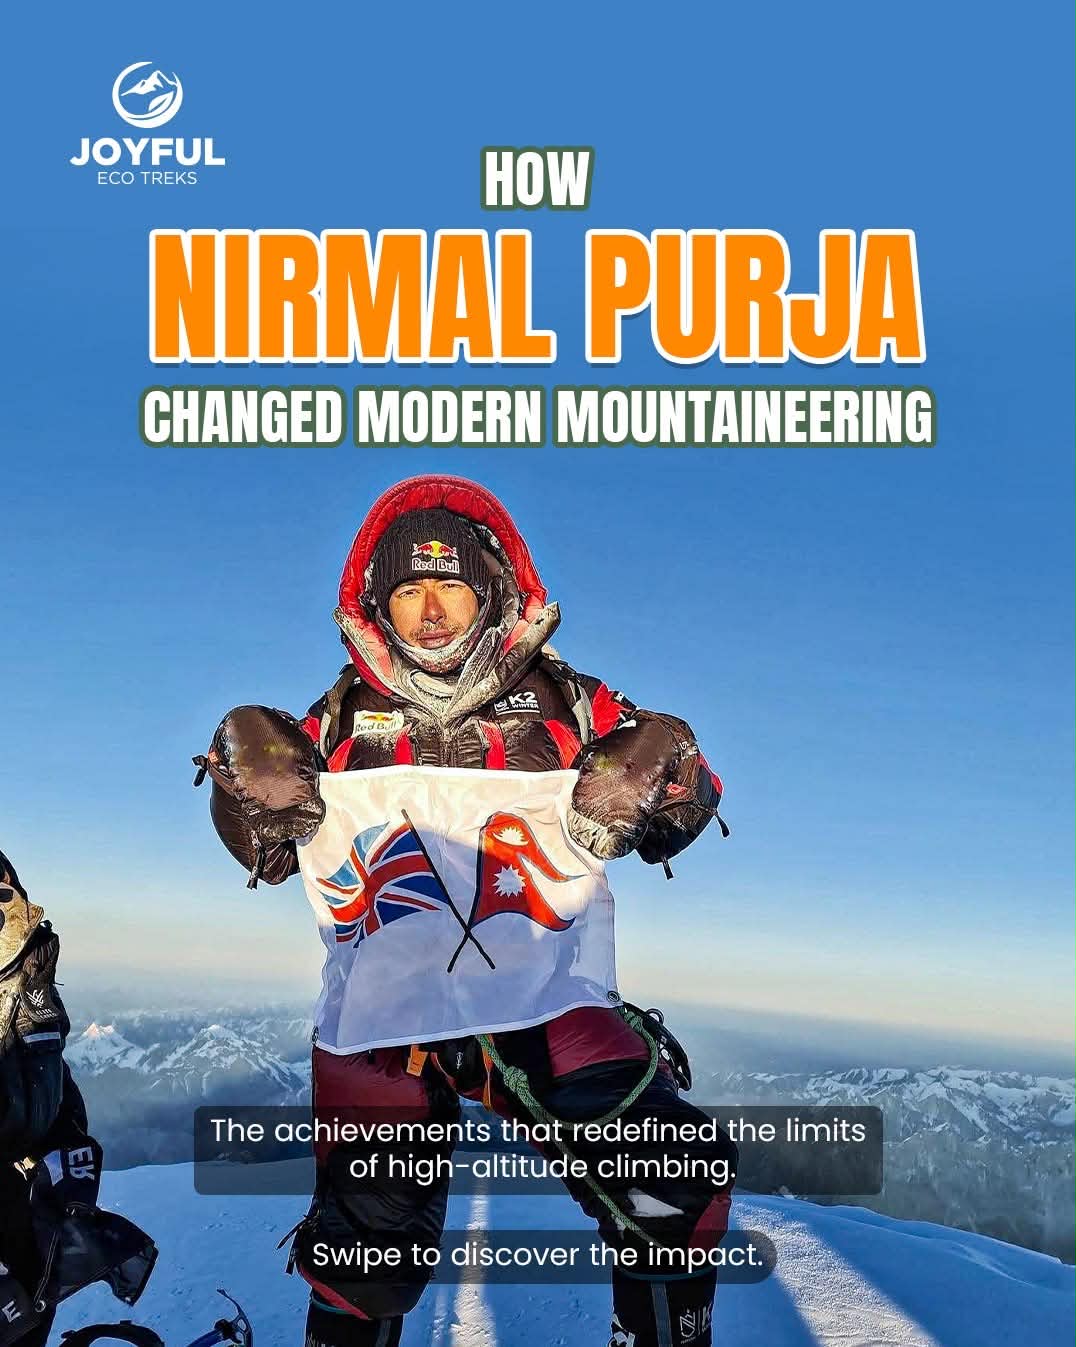 JOYFUL
ECO TREKS
HOW
NIRMAL PURJA
CHANGED MODERN MOUNTAINEERING
Red Bull
K2
WINTER
Red Bull
The achievements that redefined the limits
of high-altitude climbing.
Swipe to discover the impact.